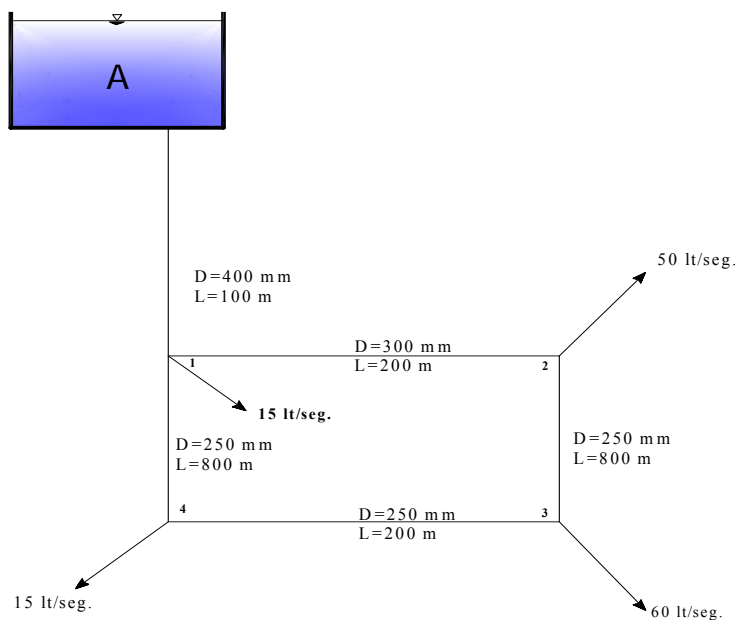 A
D=400 mm
L=100 m
50 lt/seg.
D=300 mm
1
2
L=200 m
15 lt/seg.
D=250 mm
L=800 m
D=250 mm
L=800 m
4
D=250 mm
3
L=200 m
15 lt/seg.
60 lt/seg.